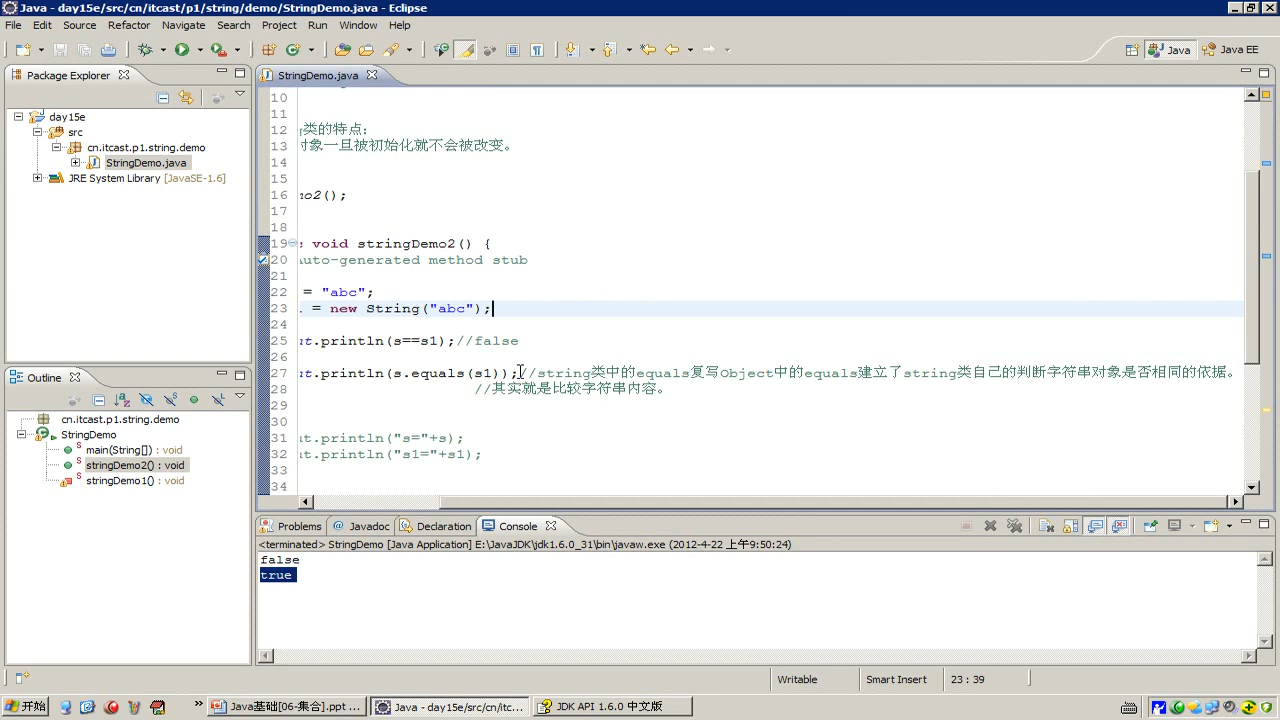 Java - day15e/src/cn/itcast/p1/string/demo/StringDemo.java - Eclipse
File Edit Source Refactor Navigate Search Project Run Window Help
Java Java EE
Package Explorer
day15e
src
cn.itcast.p1.string.demo
StringDemo.java
JRE System Library [JavaSE-1.6]
Outline
cn.itcast.p1.string.demo
StringDemo
main(String[]) : void
stringDemo2() : void
stringDemo1() : void
StringDemo.java
10
11
12 类的特点:
13 对象一旦被初始化就不会被改变。
14
15
16 no2();
17
18
19 : void stringDemo2() {
20 Auto-generated method stub
21
22 = "abc";
23 = new String("abc");
24
25 ut.println(s==s1);//false
26
27 ut.println(s.equals(s1));//string类中的equals复写Object中的equals建立了string类自己的判断字符串对象是否相同的依据。
28 //其实就是比较字符串内容。
29
30
31 ut.println("s="+s);
32 ut.println("s1="+s1);
33
34
Problems @ Javadoc Declaration Console
<terminated> StringDemo [Java Application] E:\JavaJDK\jdk1.6.0_31\bin\javaw.exe (2012-4-22 上午9:50:24)
false
true
Writable Smart Insert 23 : 39
开始 Java基础[06-集合].ppt ... Java - day15e/src/cn/itc... JDK API 1.6.0 中文版